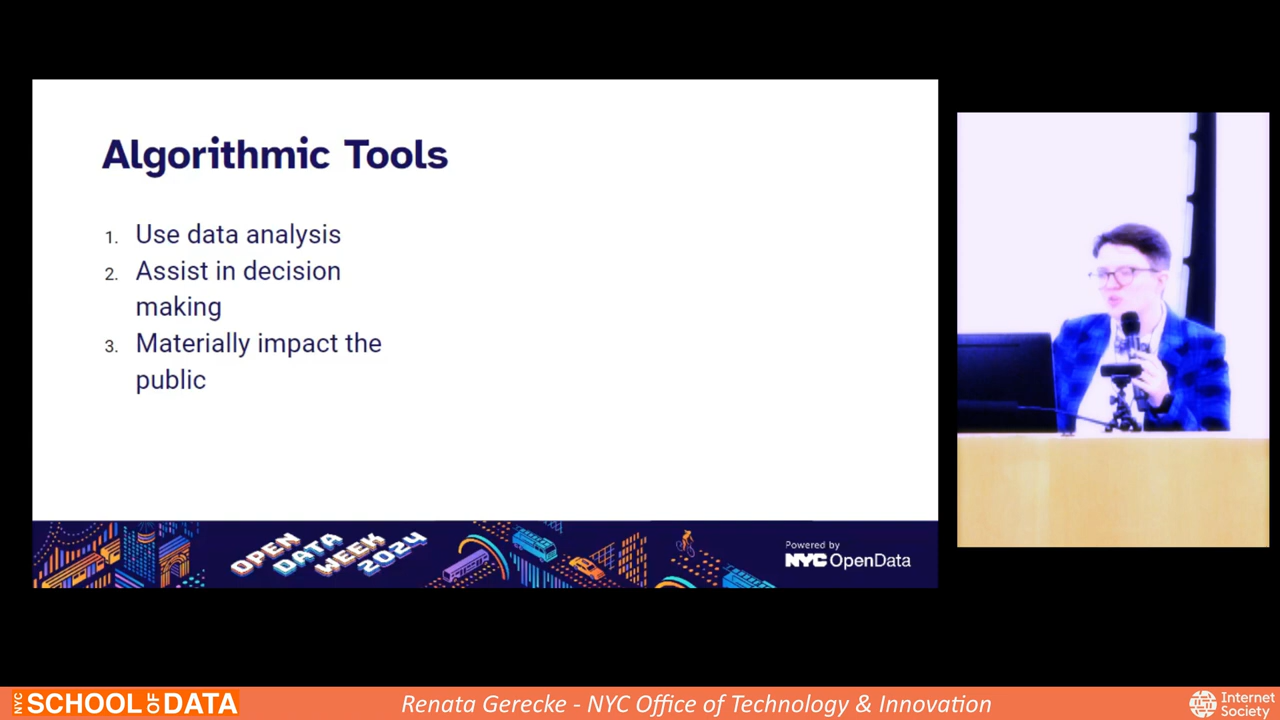 Algorithmic Tools
1. Use data analysis
2. Assist in decision
making
3. Materially impact the
public
OPEN
DATA
WEEK
2024
Powered by
NYC OpenData
NYC SCHOOL OF DATA
Renata Gerecke - NYC Office of Technology & Innovation
Internet
Society